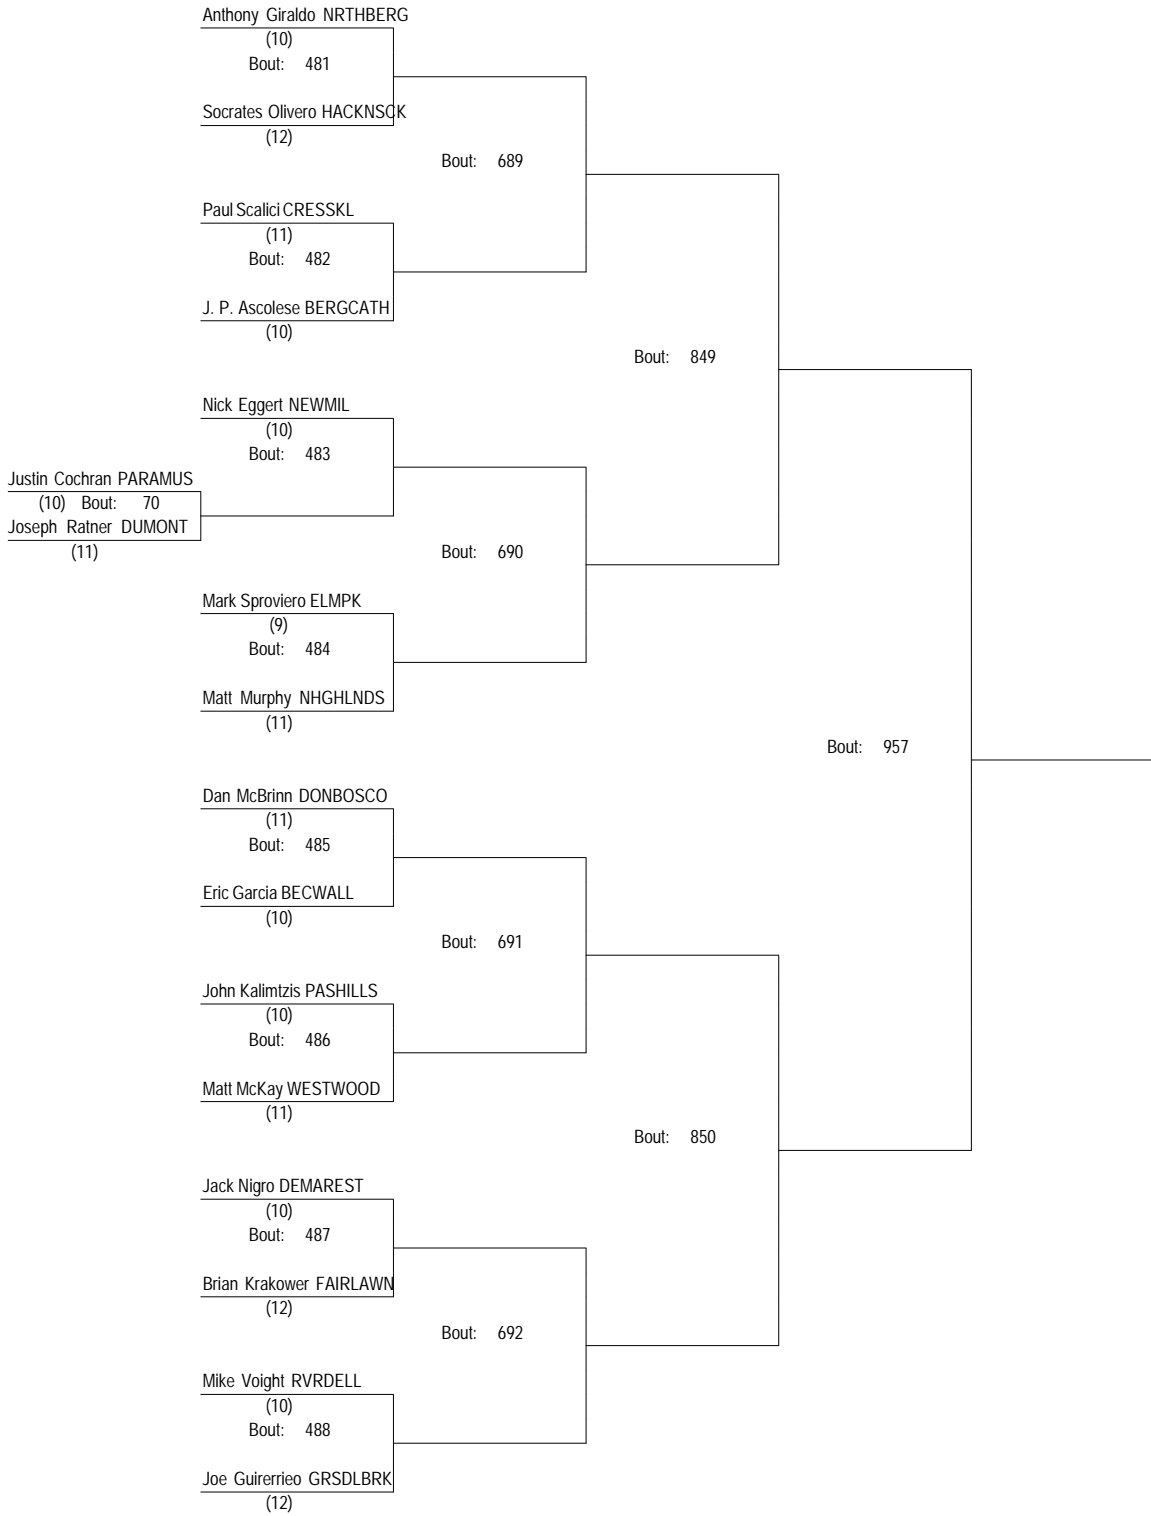 Anthony Giraldo NRTHBERG
(10)
Bout: 481
Socrates Olivero HACKNSCK
(12)
Bout: 689
Paul Scalici CRESSKL
(11)
Bout: 482
J. P. Ascolese BERGCATH
(10)
Bout: 849
Nick Eggert NEWMIL
(10)
Bout: 483
Justin Cochran PARAMUS
(10) Bout: 70
Joseph Ratner DUMONT
(11)
Bout: 690
Mark Sproviero ELMPK
(9)
Bout: 484
Matt Murphy NHGHLNDS
(11)
Bout: 957
Dan McBrinn DONBOSCO
(11)
Bout: 485
Eric Garcia BECWALL
(10)
Bout: 691
John Kalimtzis PASHILLS
(10)
Bout: 486
Matt McKay WESTWOOD
(11)
Bout: 850
Jack Nigro DEMAREST
(10)
Bout: 487
Brian Krakower FAIRLAWN
(12)
Bout: 692
Mike Voight RVRDELL
(10)
Bout: 488
Joe Guirerrieo GRSDLBRK
(12)